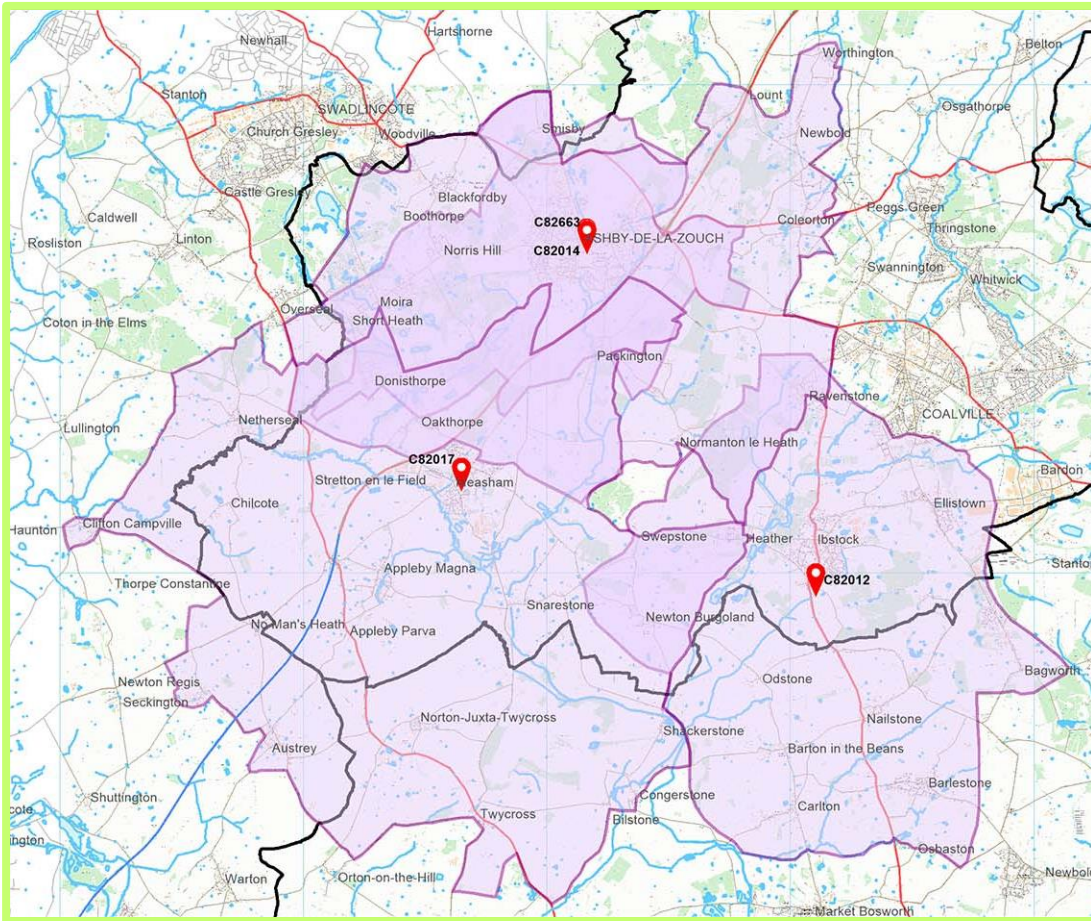 Hartshorne
Newhall
Belton
Worthington
Stanton
Lount
SWADLINCOTE
Osgathorpe
Church Gresley
Woodville
Smisby
Newbold
Castle Gresley
Blackfordby
Boothorpe
Peggs Green
Caldwell
C82663
Coleorton
Thringstone
Rosliston
Linton
SHBY-DE-LA-ZOUCH
Norris Hill
C82014
Swannington
Whitwick
Moira
Overseal
Coton in the Elms
Short Heath
Packington
Donisthorpe
Ravenstone
Netherseal
Oakthorpe
COALVILLE
Lullington
Normanton le Heath
C82017
Bardon
Stretton en le Field
easham
Chilcote
Ellistown
Haunton
Clifton Campville
Swepstone
Heather
Ibstock
Stanto
Appleby Magna
Thorpe Constantine
C82012
Snarestone
No Man's Heath
Appleby Parva
Newton Burgoland
Bagworth
Newton Regis
Odstone
Seckington
Norton-Juxta-Twycross
Nailstone
Shackerstone
Austrey
Barton in the Beans
Barlestone
Shuttington
Congerstone
cote
Twycross
Carlton
Bilstone
ington
Osbaston
Warton
Orton-on-the-Hill
Newbol
Market Bosworth